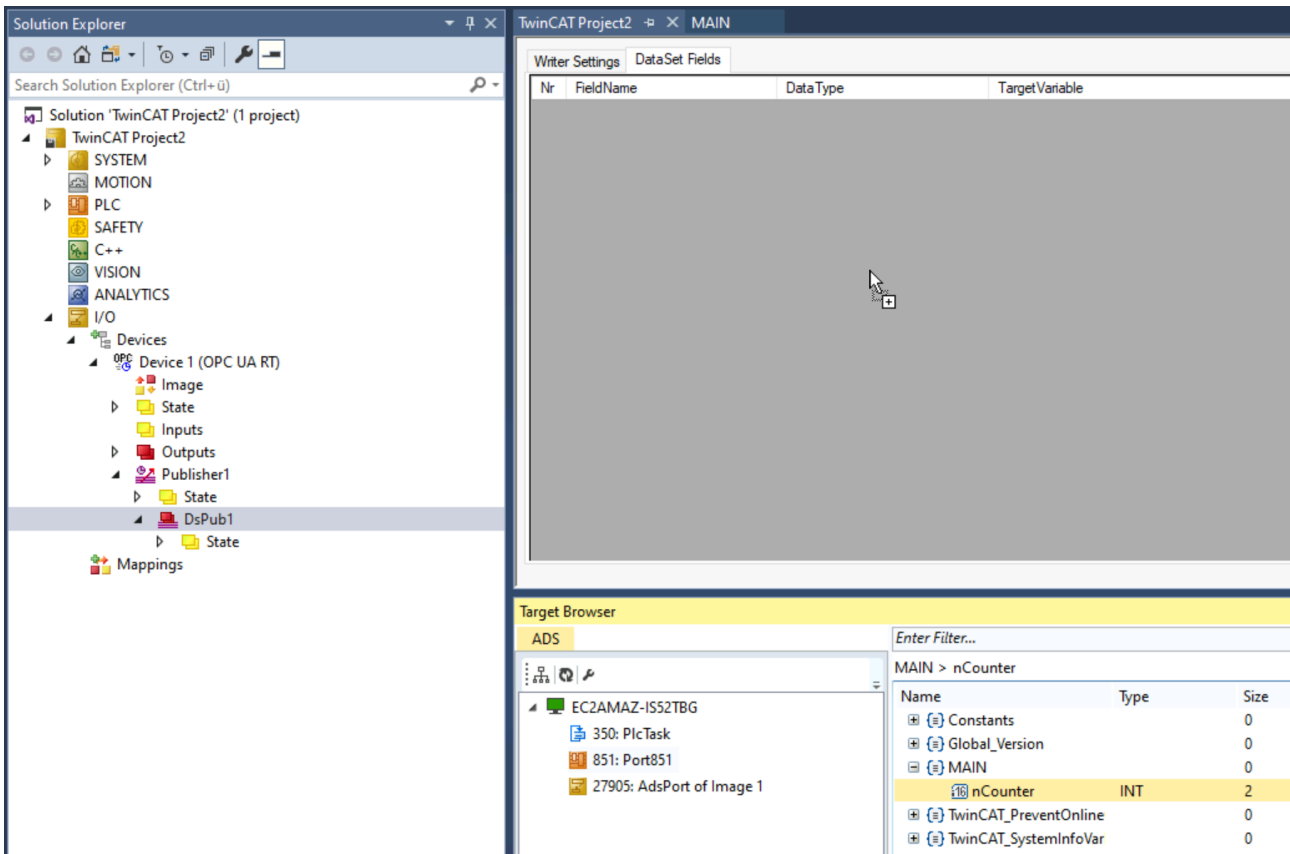 Solution Explorer
Search Solution Explorer (Ctrl+ü)
Solution 'TwinCAT Project2' (1 project)
TwinCAT Project2
SYSTEM
MOTION
PLC
SAFETY
C++
VISION
ANALYTICS
I/O
Devices
Device 1 (OPC UA RT)
Image
State
Inputs
Outputs
Publisher1
State
DsPub1
State
Mappings
TwinCAT Project2 MAIN
Writer Settings DataSet Fields
Nr FieldName DataType TargetVariable
Target Browser
ADS
EC2AMAZ-IS52TBG
350: PlcTask
851: Port851
27905: AdsPort of Image 1
Enter Filter...
MAIN > nCounter
Name Type Size
Constants 0
Global_Version 0
MAIN 0
nCounter INT 2
TwinCAT_PreventOnline 0
TwinCAT_SystemInfoVar 0